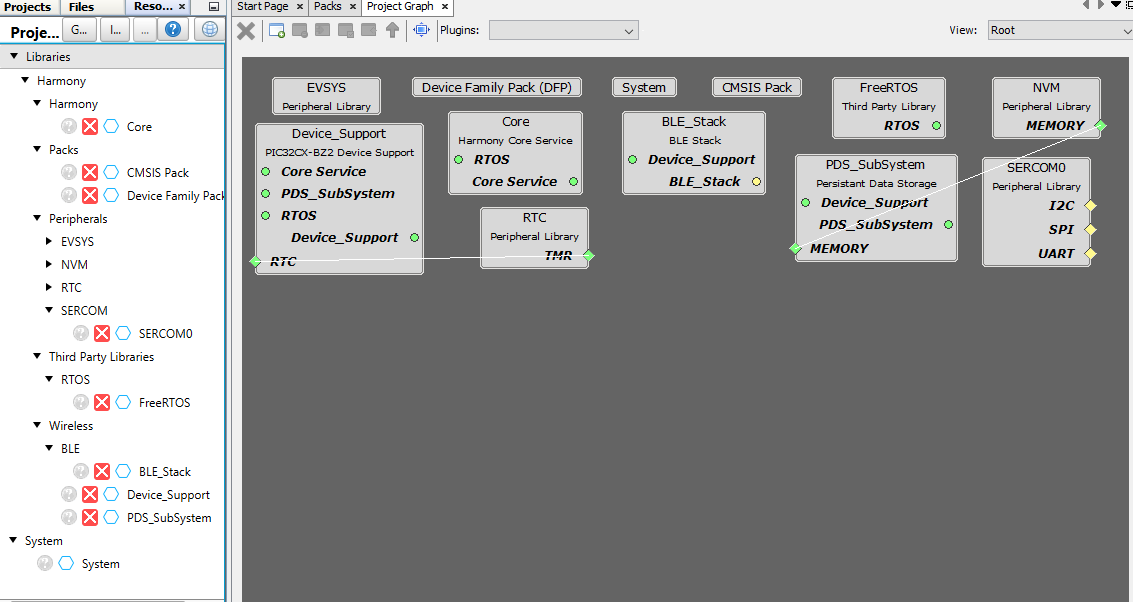 Projects Files Reso... ×
Proje... G... I... ... ?
Libraries
Harmony
Harmony
Core
Packs
CMSIS Pack
Device Family Pack
Peripherals
EVSYS
NVM
RTC
SERCOM
SERCOM0
Third Party Libraries
RTOS
FreeRTOS
Wireless
BLE
BLE_Stack
Device_Support
PDS_SubSystem
System
System
Start Page × Packs × Project Graph ×
Plugins:
View: Root
EVSYS
Peripheral Library
Device Family Pack (DFP)
System
CMSIS Pack
FreeRTOS
Third Party Library
RTOS
NVM
Peripheral Library
MEMORY
Device_Support
PIC32CX-BZ2 Device Support
Core Service
PDS_SubSystem
RTOS
Device_Support
RTC
Core
Harmony Core Service
RTOS
Core Service
BLE_Stack
BLE Stack
Device_Support
BLE_Stack
RTC
Peripheral Library
TMR
PDS_SubSystem
Persistant Data Storage
Device_Support
PDS_SubSystem
MEMORY
SERCOM0
Peripheral Library
I2C
SPI
UART